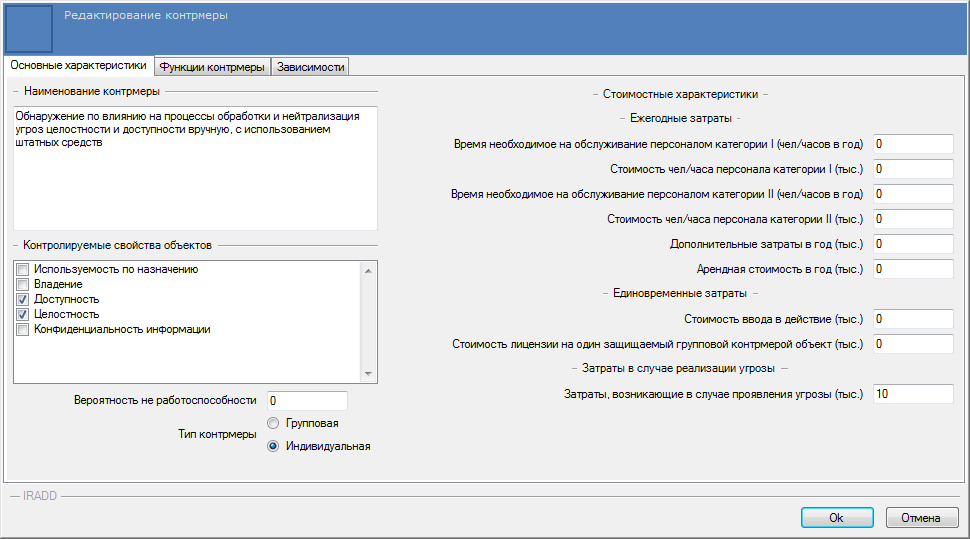 Редактирование контрмеры
Основные характеристики
Функции контрмеры
Зависимости
Наименование контрмеры
Обнаружение по влиянию на процессы обработки и нейтрализация
угроз целостности и доступности вручную, с использованием
штатных средств
Контролируемые свойства объектов
Используемость по назначению
Владение
Доступность
Целостность
Конфиденциальность информации
Вероятность не работоспособности 0
Тип контрмеры
Групповая
Индивидуальная
Стоимостные характеристики
Ежегодные затраты
Время необходимое на обслуживание персоналом категории I (чел/часов в год) 0
Стоимость чел/часа персонала категории I (тыс.) 0
Время необходимое на обслуживание персоналом категории II (чел/часов в год) 0
Стоимость чел/часа персонала категории II (тыс.) 0
Дополнительные затраты в год (тыс.) 0
Арендная стоимость в год (тыс.) 0
Единовременные затраты
Стоимость ввода в действие (тыс.) 0
Стоимость лицензии на один защищаемый групповой контрмерой объект (тыс.) 0
Затраты в случае реализации угрозы
Затраты, возникающие в случае проявления угрозы (тыс.) 10
IRADD
Ok
Отмена